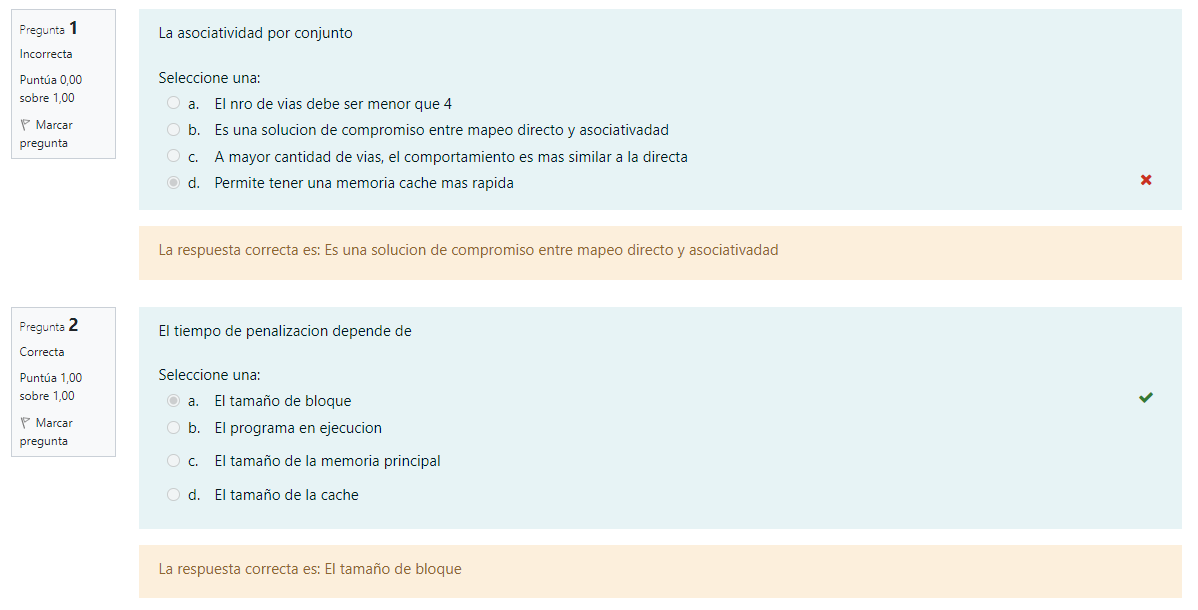 Pregunta 1
Incorrecta
Puntúa 0,00
sobre 1,00
Marcar
pregunta
La asociatividad por conjunto
Seleccione una:
a. El nro de vias debe ser menor que 4
b. Es una solucion de compromiso entre mapeo directo y asociativadad
c. A mayor cantidad de vias, el comportamiento es mas similar a la directa
d. Permite tener una memoria cache mas rapida
La respuesta correcta es: Es una solucion de compromiso entre mapeo directo y asociativadad
Pregunta 2
Correcta
Puntúa 1,00
sobre 1,00
Marcar
pregunta
El tiempo de penalizacion depende de
Seleccione una:
a. El tamaño de bloque
b. El programa en ejecucion
c. El tamaño de la memoria principal
d. El tamaño de la cache
La respuesta correcta es: El tamaño de bloque